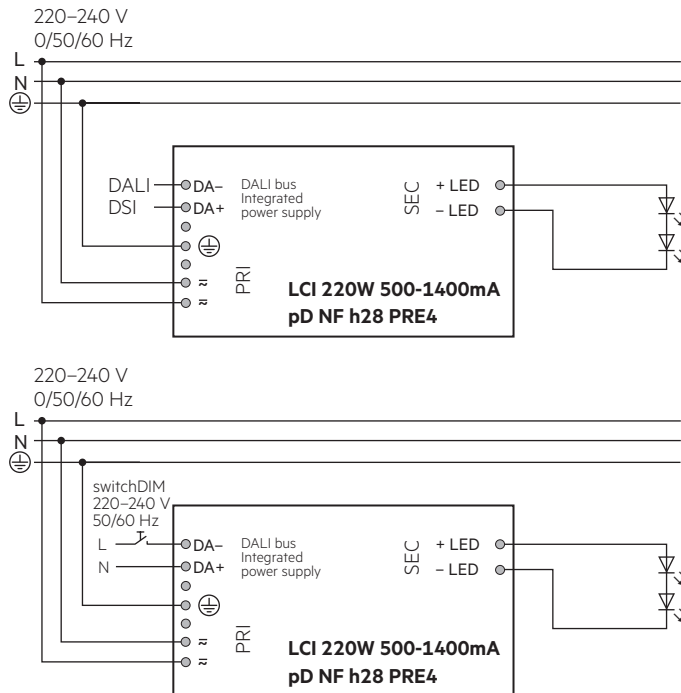 220–240 V
0/50/60 Hz
L
N
DALI
DA–
DALI bus
Integrated
power supply
DSI
DA+
SEC
+ LED
– LED
PRI
≂
≂
LCI 220W 500-1400mA
pD NF h28 PRE4
220–240 V
0/50/60 Hz
L
N
switchDIM
220–240 V
50/60 Hz
L
DA–
DALI bus
Integrated
power supply
N
DA+
SEC
+ LED
– LED
PRI
≂
≂
LCI 220W 500-1400mA
pD NF h28 PRE4